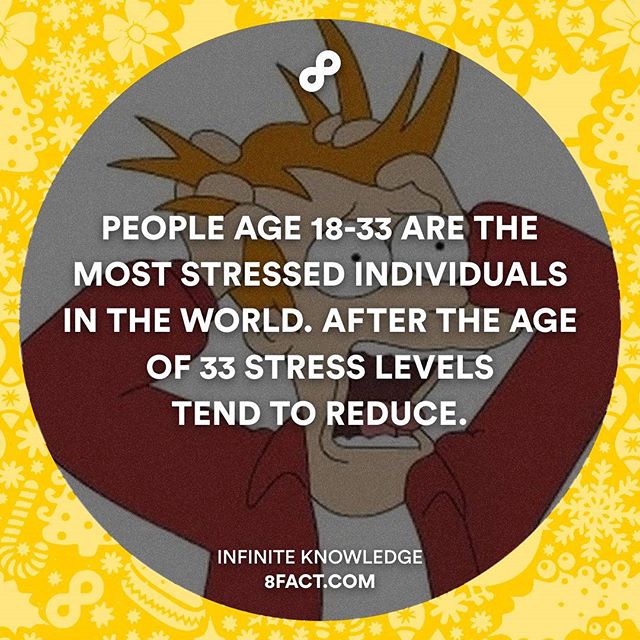 PEOPLE AGE 18-33 ARE THE
MOST STRESSED INDIVIDUALS
IN THE WORLD. AFTER THE AGE
OF 33 STRESS LEVELS
TEND TO REDUCE.
INFINITE KNOWLEDGE
8FACT.COM